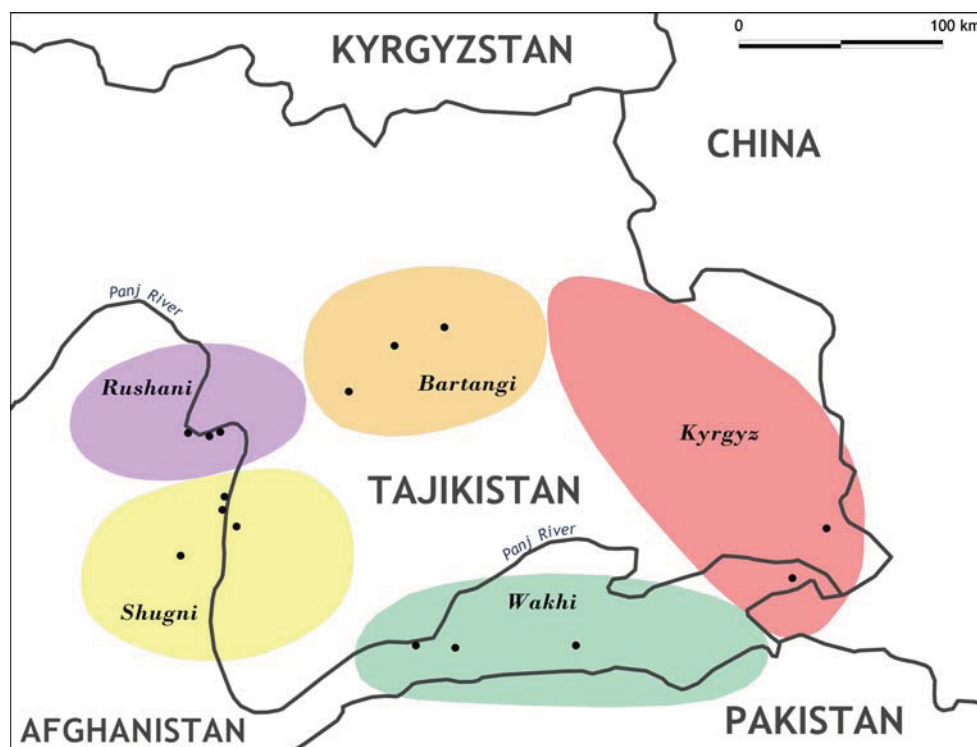 0 100 km
KYRGYZSTAN
CHINA
Panj River
Rushani
Bartangi
Kyrgyz
TAJIKISTAN
Panj River
Wakhi
Shugni
AFGHANISTAN
PAKISTAN